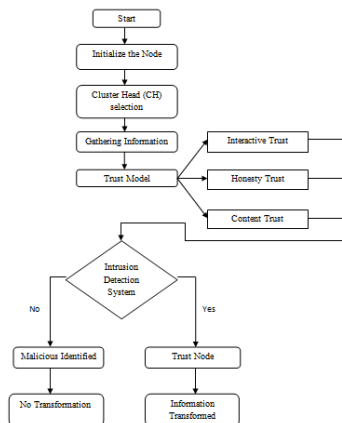 Start
Initialize the Node
Cluster Head (CH)
selection
Gathering Information
Trust Model
Interactive Trust
Honesty Trust
Content Trust
Intrusion
Detection
System
No
Yes
Malicious Identified
Trust Node
No Transformation
Information
Transformed